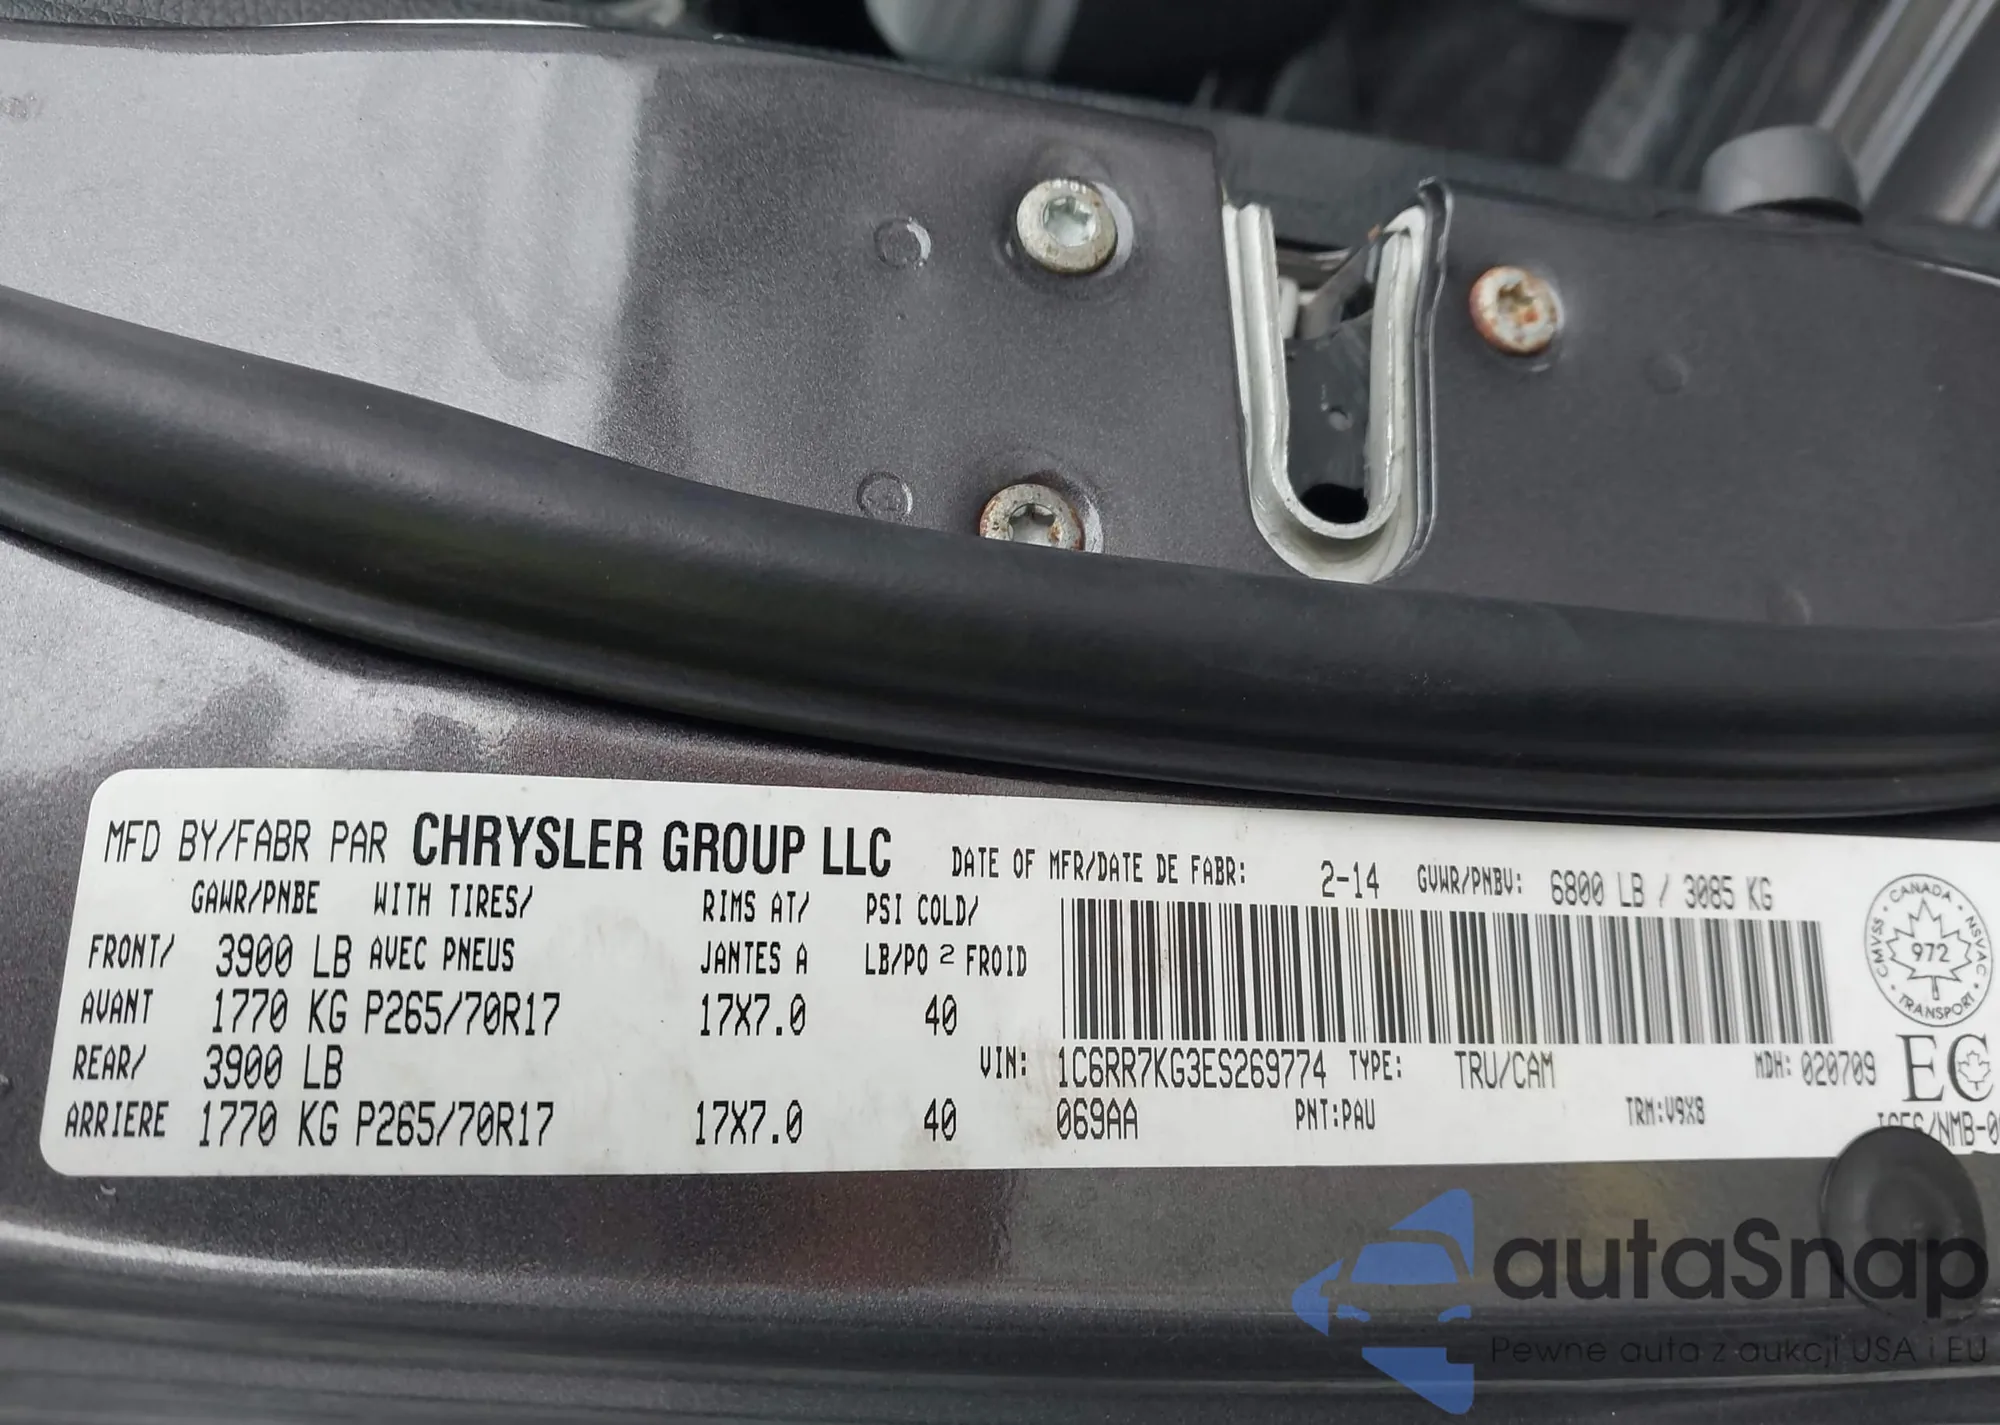 MFD BY/FABR PAR CHRYSLER GROUP LLC DATE OF MFR/DATE DE FABR: 2-14 GVWR/PNBV: 6800 LB / 3085 KG
GAWR/PNBE WITH TIRES/ RIMS AT/ PSI COLD/
FRONT/ 3900 LB AVEC PNEUS JANTES A LB/PO 2 FROID
AVANT 1770 KG P265/70R17 17X7.0 40
REAR/ 3900 LB VIN: 1C6RR7KG3ES269774 TYPE: TRU/CAM MDH: 020709
ARRIERE 1770 KG P265/70R17 17X7.0 40 069AA PNT:PAU TRM:V9X8
CANADA
CMVSS • NSVAC
972
TRANSPORT
EC
autaSnap
Pewne auta z aukcji USA i EU